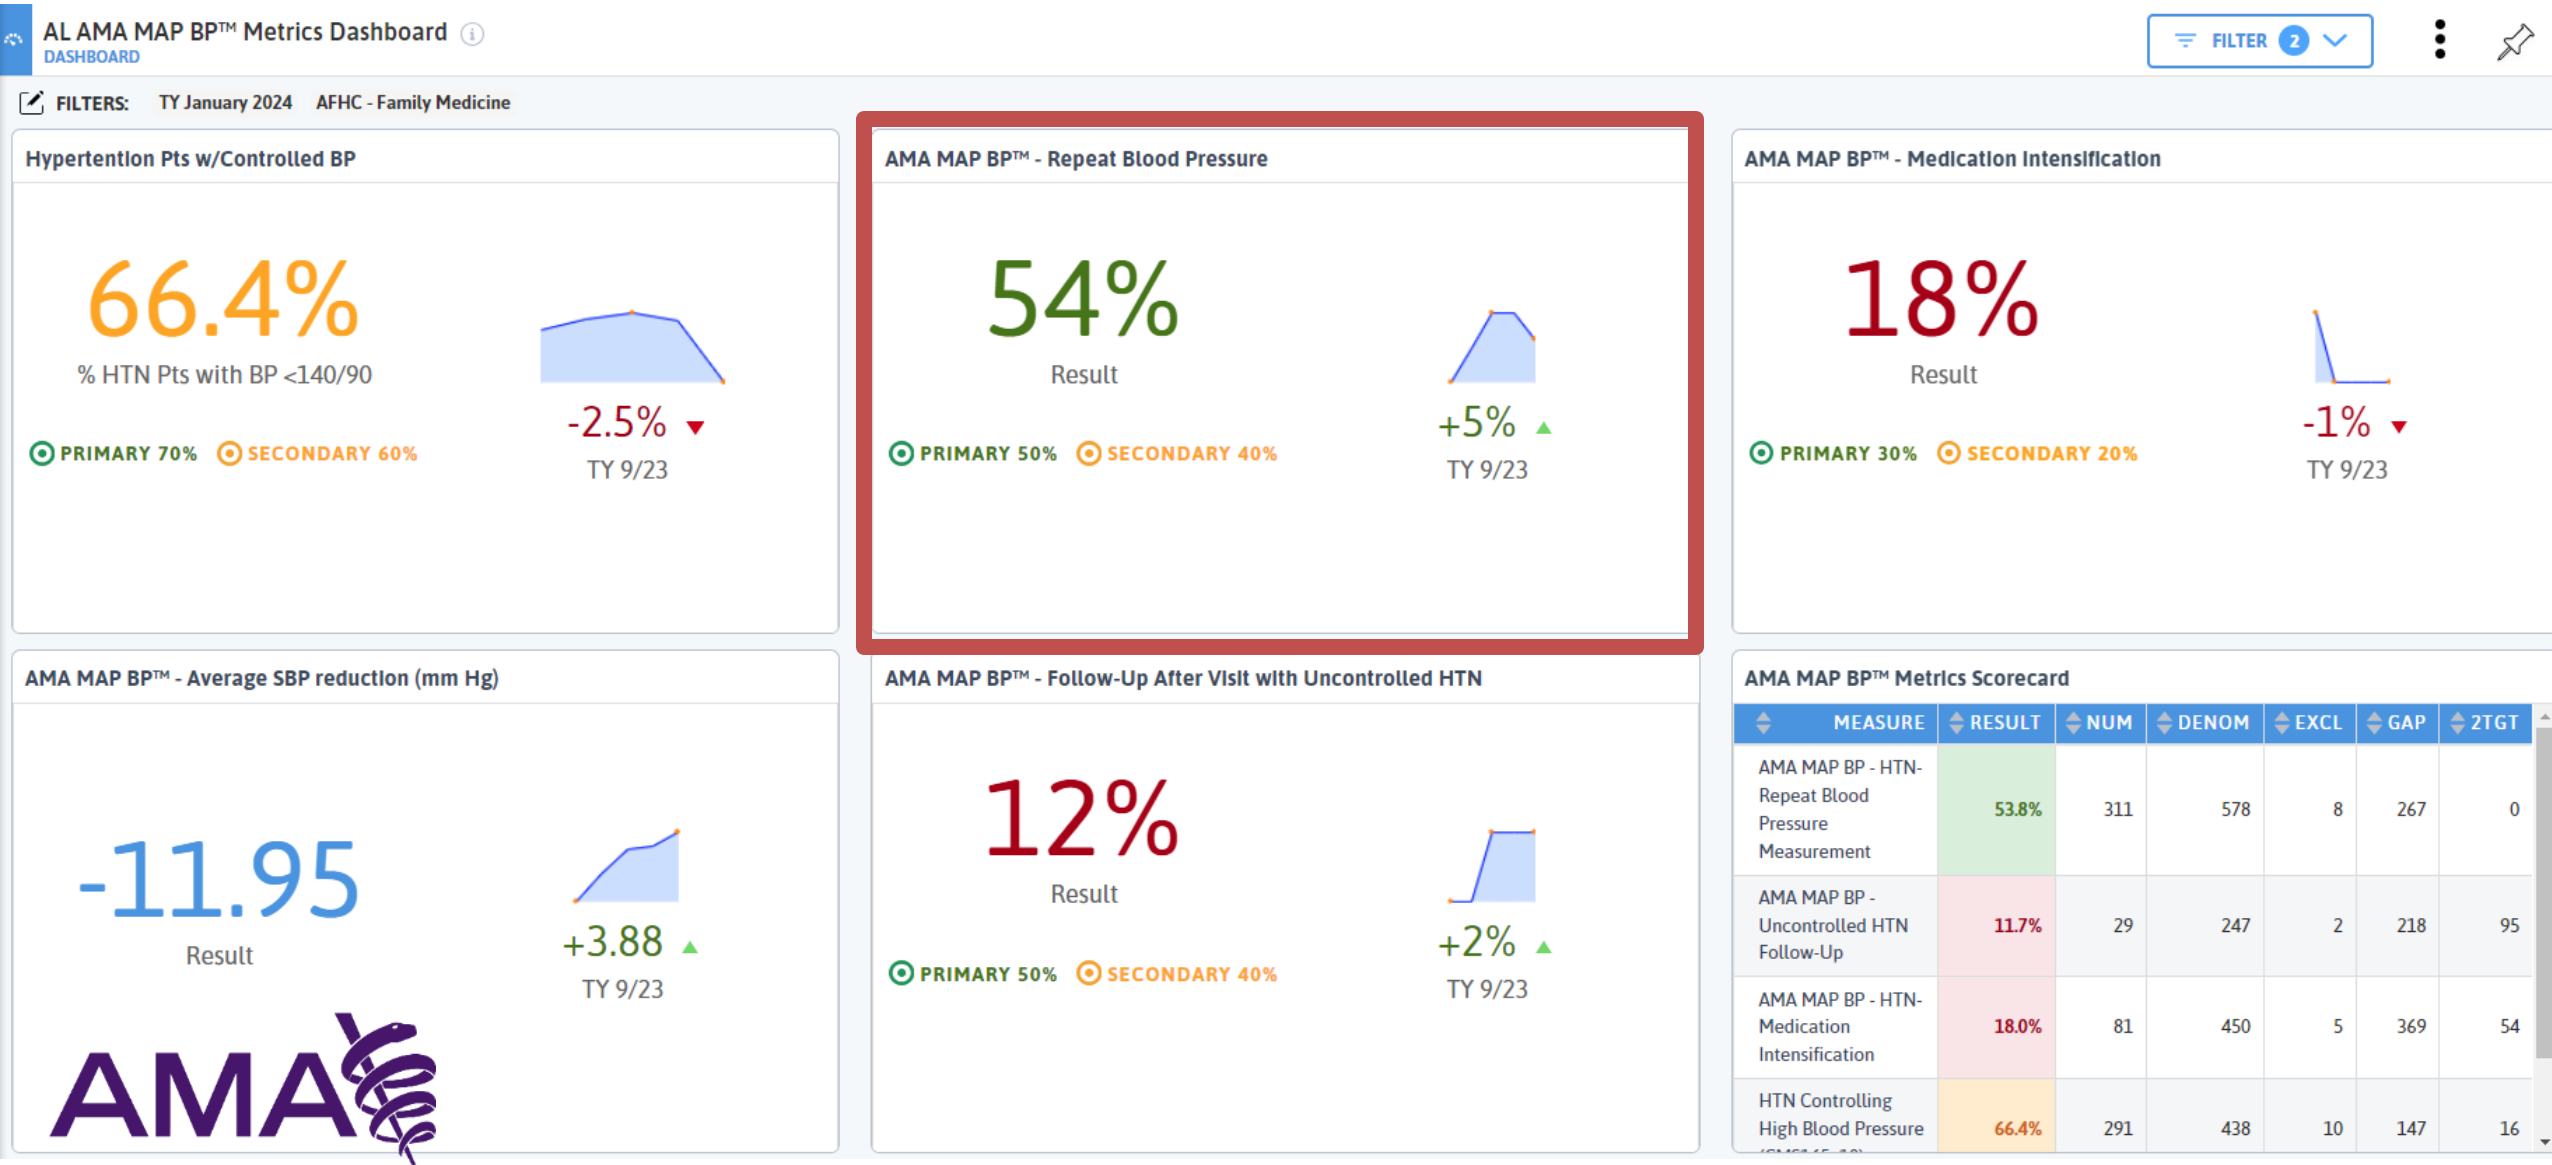 AL AMA MAP BP™ Metrics Dashboard
DASHBOARD
FILTER 2
FILTERS: TY January 2024 AFHC - Family Medicine
Hypertention Pts w/Controlled BP
66.4%
% HTN Pts with BP <140/90
PRIMARY 70% SECONDARY 60%
-2.5%
TY 9/23
AMA MAP BP™ - Repeat Blood Pressure
54%
Result
PRIMARY 50% SECONDARY 40%
+5%
TY 9/23
AMA MAP BP™ - Medication Intensification
18%
Result
PRIMARY 30% SECONDARY 20%
-1%
TY 9/23
AMA MAP BP™ - Average SBP reduction (mm Hg)
-11.95
Result
+3.88
TY 9/23
AMA
AMA MAP BP™ - Follow-Up After Visit with Uncontrolled HTN
12%
Result
PRIMARY 50% SECONDARY 40%
+2%
TY 9/23
AMA MAP BP™ Metrics Scorecard
MEASURE RESULT NUM DENOM EXCL GAP 2TGT
AMA MAP BP - HTN-
Repeat Blood
Pressure
Measurement
53.8% 311 578 8 267 0
AMA MAP BP -
Uncontrolled HTN
Follow-Up
11.7% 29 247 2 218 95
AMA MAP BP - HTN-
Medication
Intensification
18.0% 81 450 5 369 54
HTN Controlling
High Blood Pressure
66.4% 291 438 10 147 16